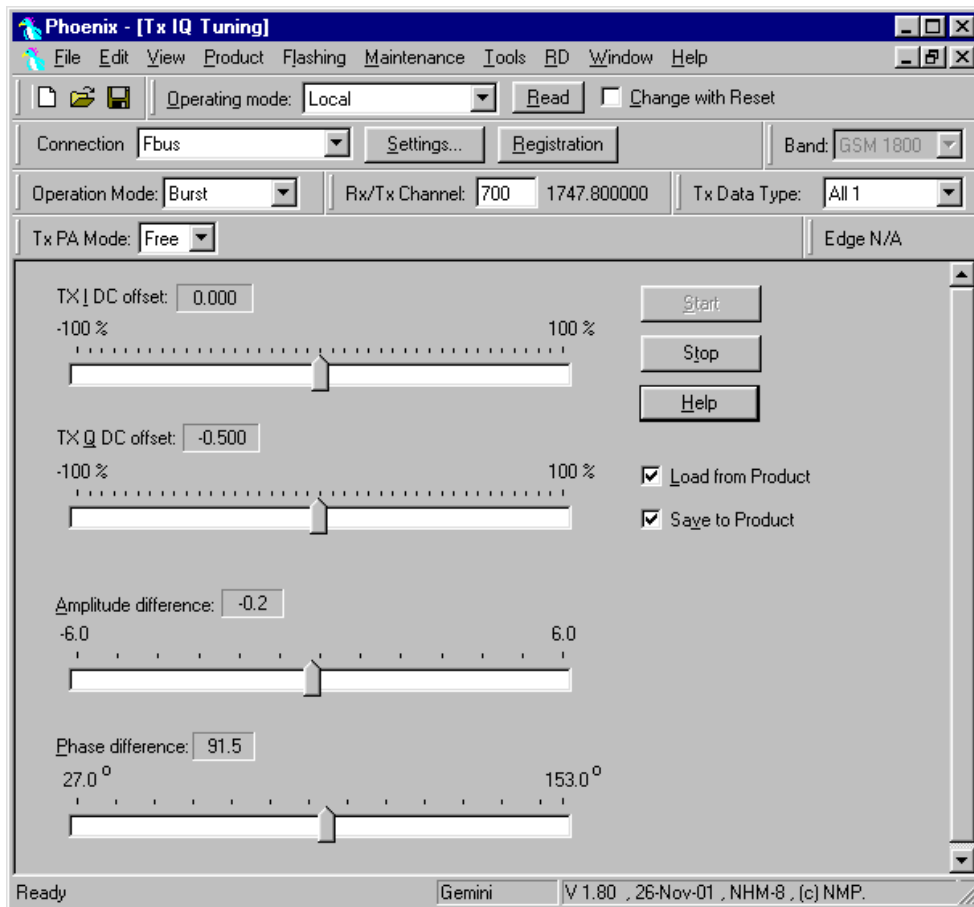 Phoenix - [Tx IQ Tuning]
File Edit View Product Flashing Maintenance Tools RD Window Help
Operating mode: Local Read Change with Reset
Connection Fbus Settings... Registration Band: GSM 1800
Operation Mode: Burst Rx/Tx Channel: 700 1747.800000 Tx Data Type: All 1
Tx PA Mode: Free Edge N/A
TX I DC offset: 0.000
-100 % 100 %
Start
Stop
Help
TX Q DC offset: -0.500
-100 % 100 %
Load from Product
Save to Product
Amplitude difference: -0.2
-6.0 6.0
Phase difference: 91.5
27.0 º 153.0 º
Ready Gemini V 1.80 , 26-Nov-01 , NHM-8 , (c) NMP.